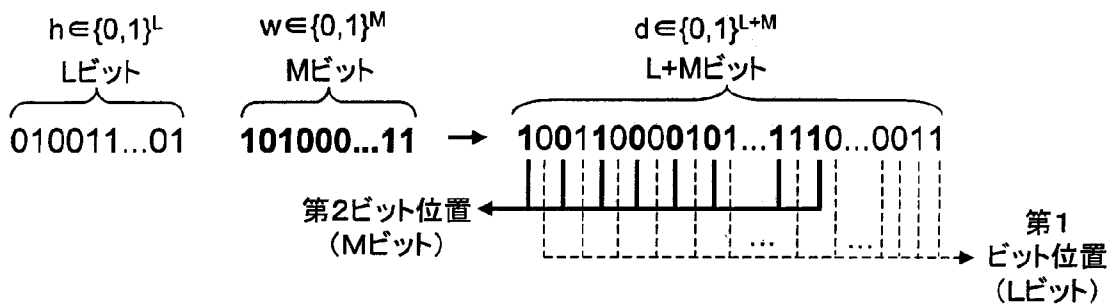 h∈{0,1}L w∈{0,1}M d∈{0,1}L+M
Lビット Mビット L+Mビット
010011...01 101000...11 → 100110000101...1110...0011
第2ビット位置
(Mビット)
... ...
第1
ビット位置
(Lビット)